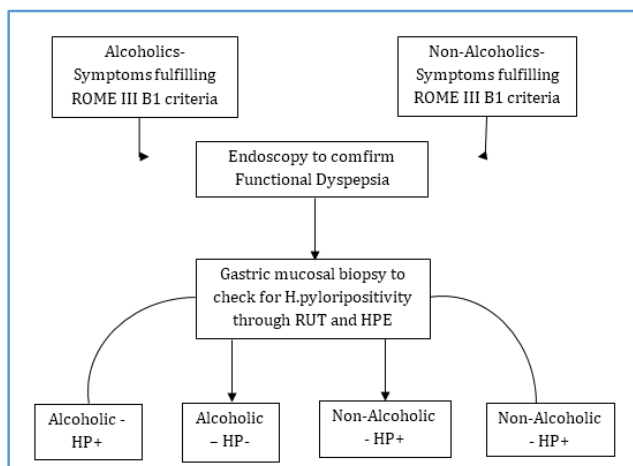 Alcoholics-
Symptoms fulfilling
ROME III B1 criteria
Non-Alcoholics-
Symptoms fulfilling
ROME III B1 criteria
Endoscopy to comfirm
Functional Dyspepsia
Gastric mucosal biopsy to
check for H.pyloripositivity
through RUT and HPE
Alcoholic -
HP+
Alcoholic
– HP-
Non-Alcoholic
- HP+
Non-Alcoholic
- HP+